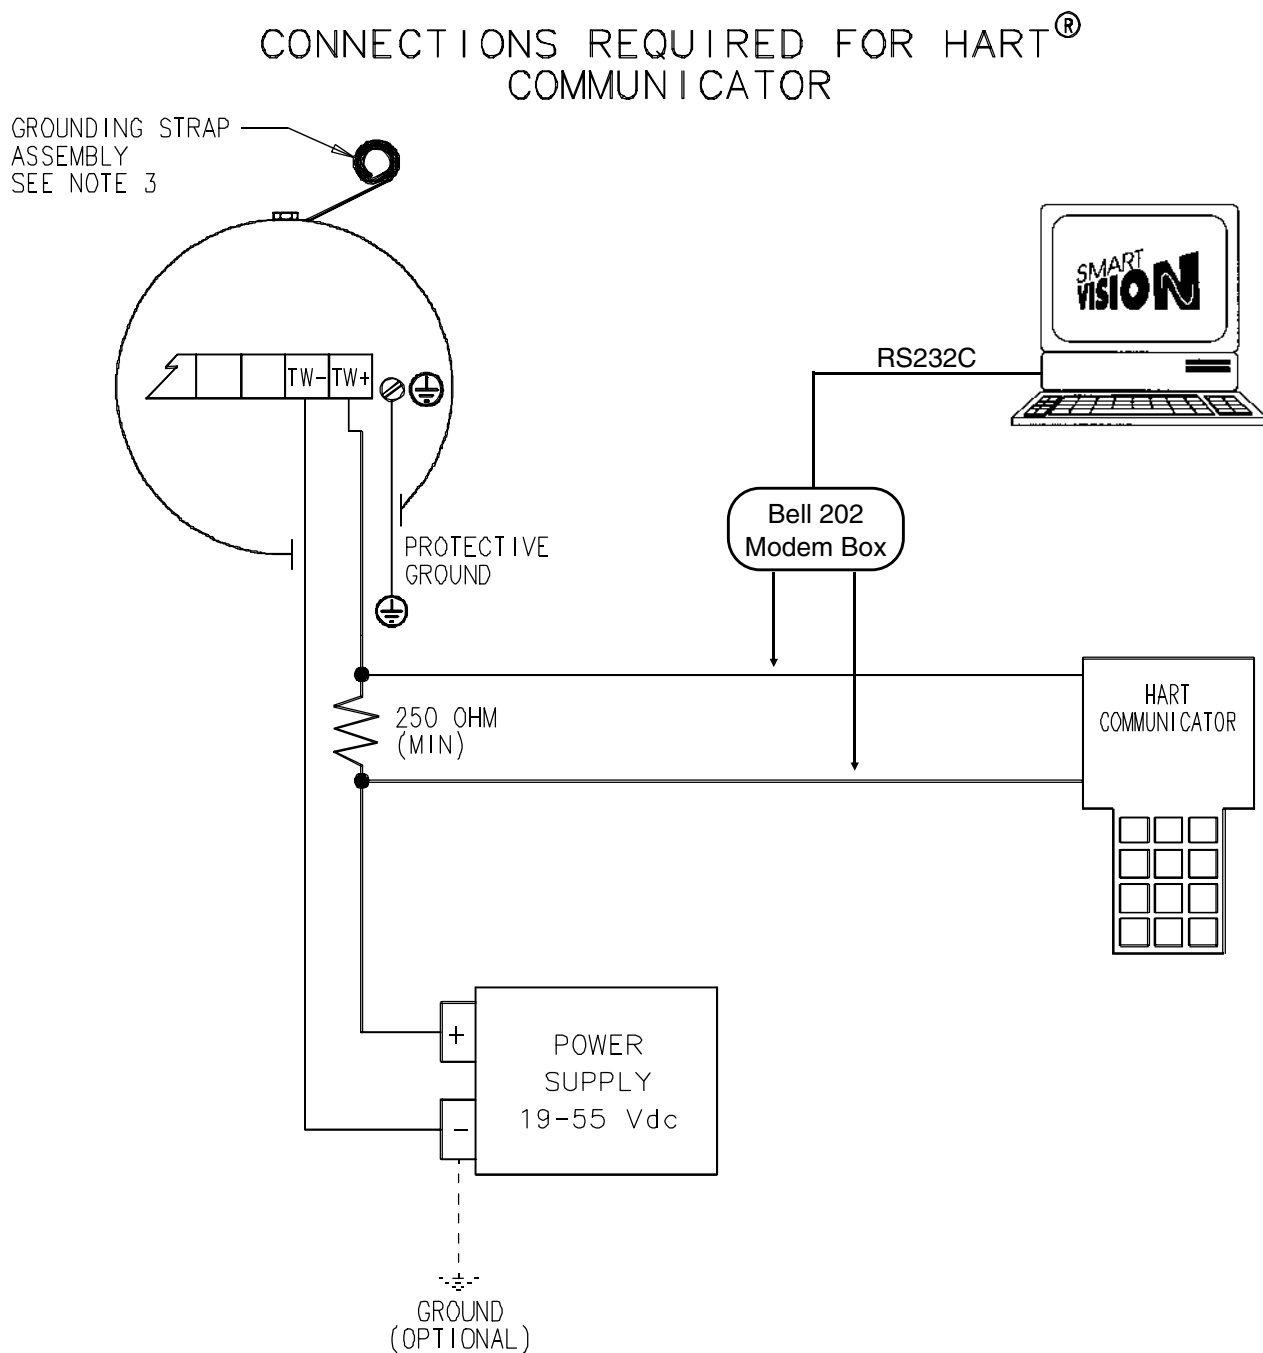 CONNECTIONS REQUIRED FOR HART®
COMMUNICATOR
GROUNDING STRAP
ASSEMBLY
SEE NOTE 3
SMART
VISION
RS232C
TW- TW+
Bell 202
Modem Box
PROTECTIVE
GROUND
HART
COMMUNICATOR
250 OHM
(MIN)
+
POWER
SUPPLY
19-55 Vdc
-
GROUND
(OPTIONAL)